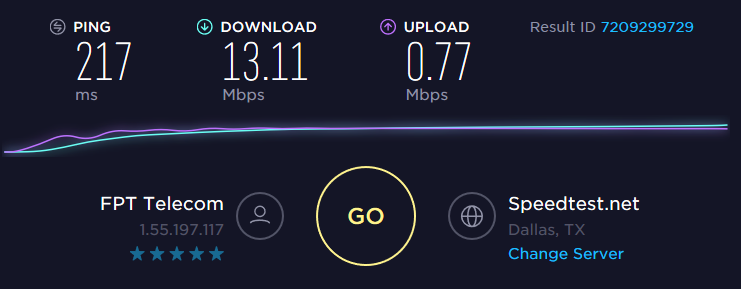 PING DOWNLOAD UPLOAD Result ID 7209299729
217 13.11 0.77
ms Mbps Mbps
FPT Telecom GO Speedtest.net
1.55.197.117 Dallas, TX
Change Server